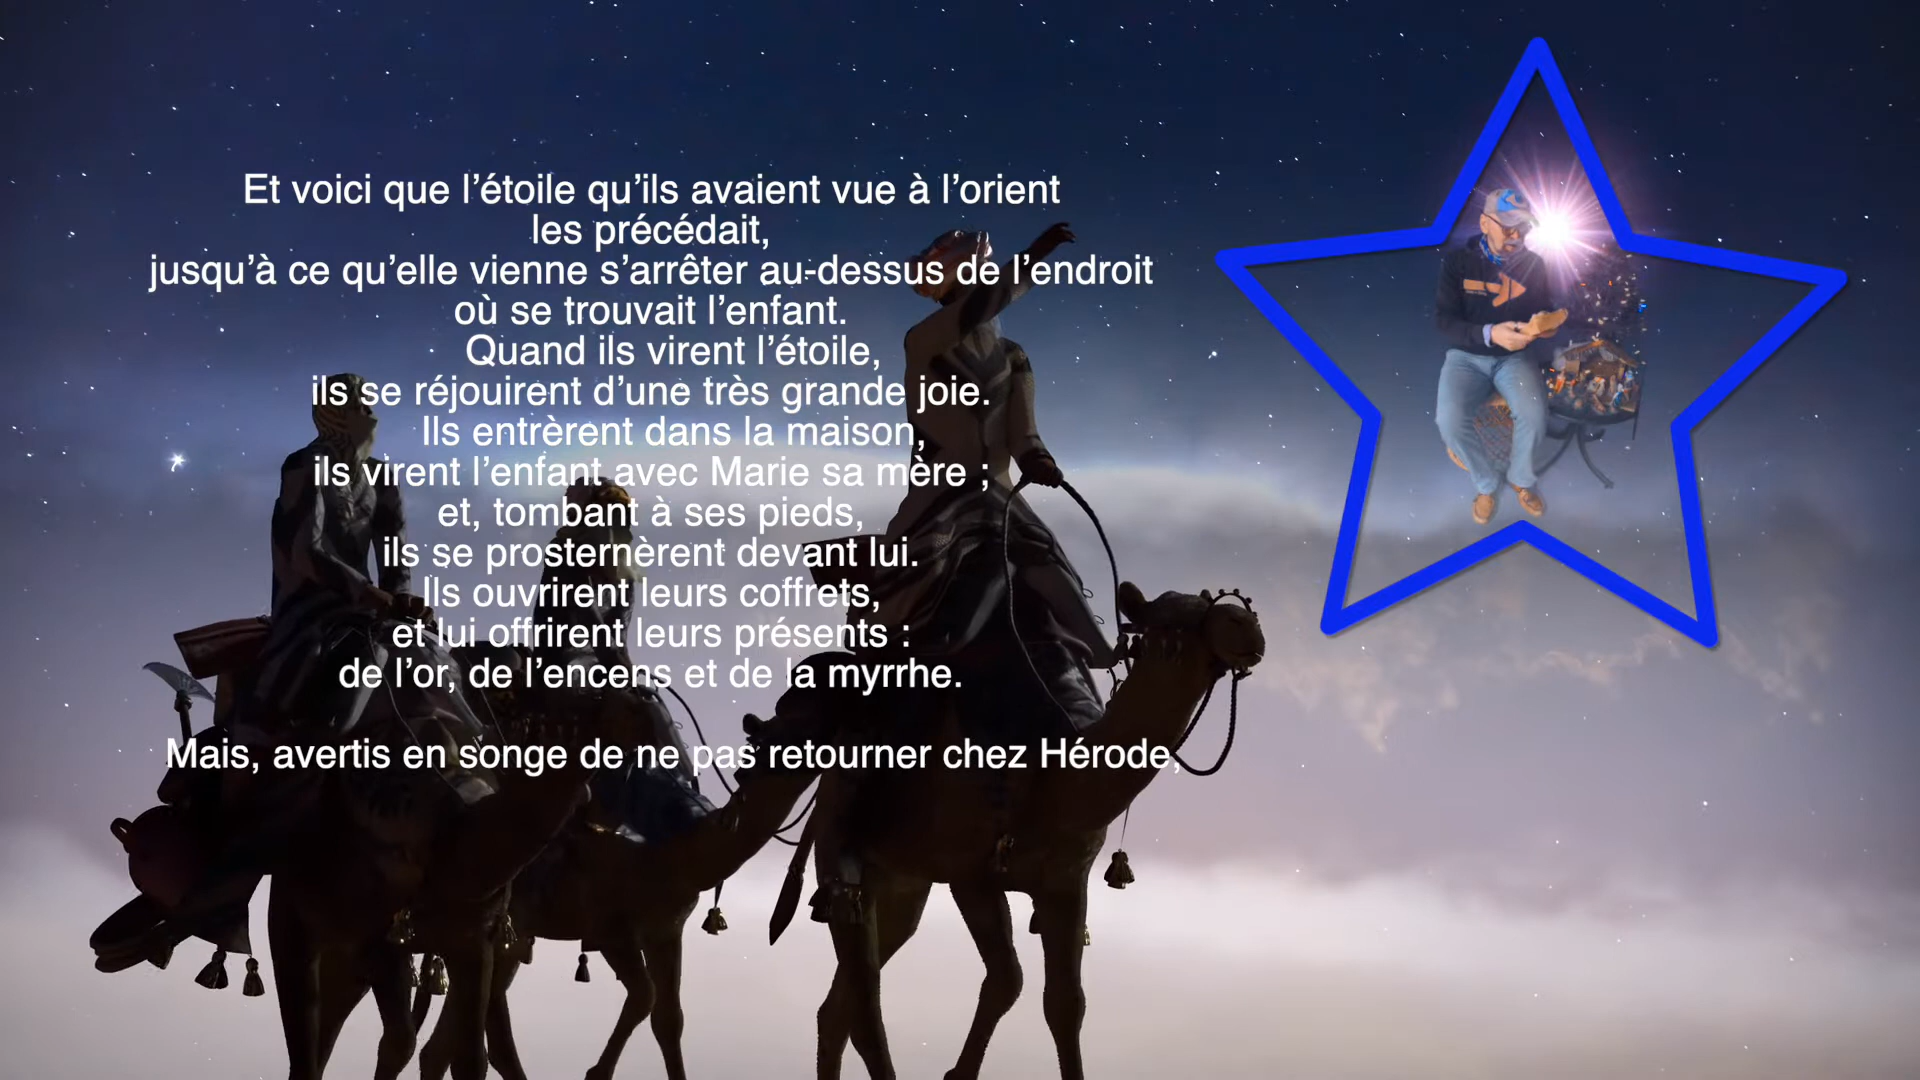 Et voici que l’étoile qu’ils avaient vue à l’orient
les précédait,
jusqu’à ce qu’elle vienne s’arrêter au-dessus de l’endroit
où se trouvait l’enfant.
Quand ils virent l’étoile,
ils se réjouirent d’une très grande joie.
Ils entrèrent dans la maison,
ils virent l’enfant avec Marie sa mère ;
et, tombant à ses pieds,
ils se prosternèrent devant lui.
Ils ouvrirent leurs coffrets,
et lui offrirent leurs présents :
de l’or, de l’encens et de la myrrhe.
Mais, avertis en songe de ne pas retourner chez Hérode,